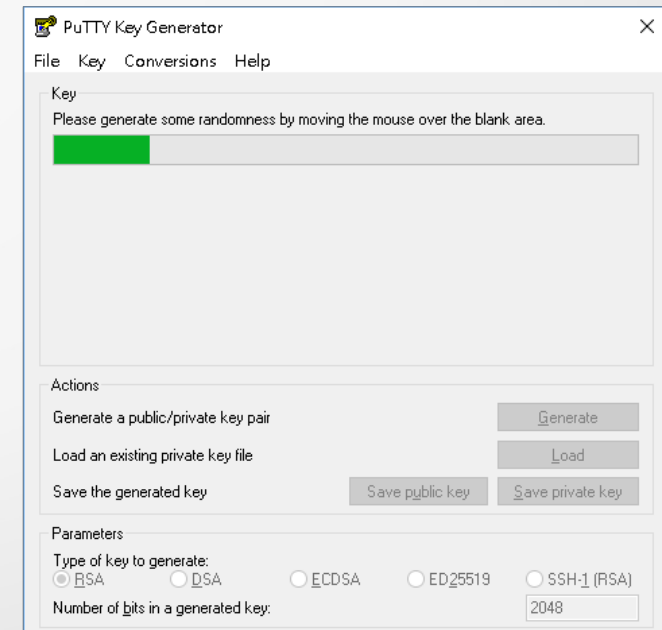 PuTTY Key Generator
File Key Conversions Help
Key
Please generate some randomness by moving the mouse over the blank area.
Actions
Generate a public/private key pair
Generate
Load an existing private key file
Load
Save the generated key
Save public key
Save private key
Parameters
Type of key to generate:
RSA DSA ECDSA ED25519 SSH-1 (RSA)
Number of bits in a generated key:
2048